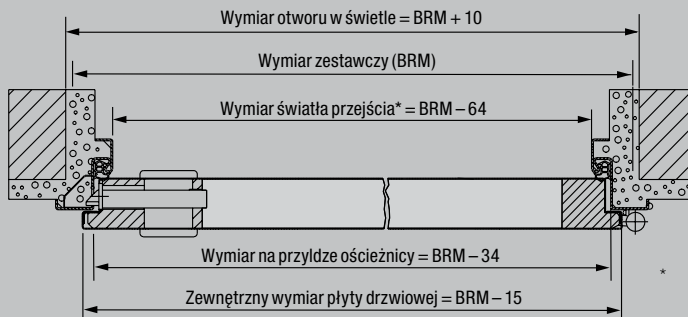 Wymiar otworu w świetle = BRM + 10
Wymiar zestawczy (BRM)
Wymiar światła przejścia* = BRM – 64
Wymiar na przyldze ościeżnicy = BRM – 34
*
Zewnętrzny wymiar płyty drzwiowej = BRM – 15